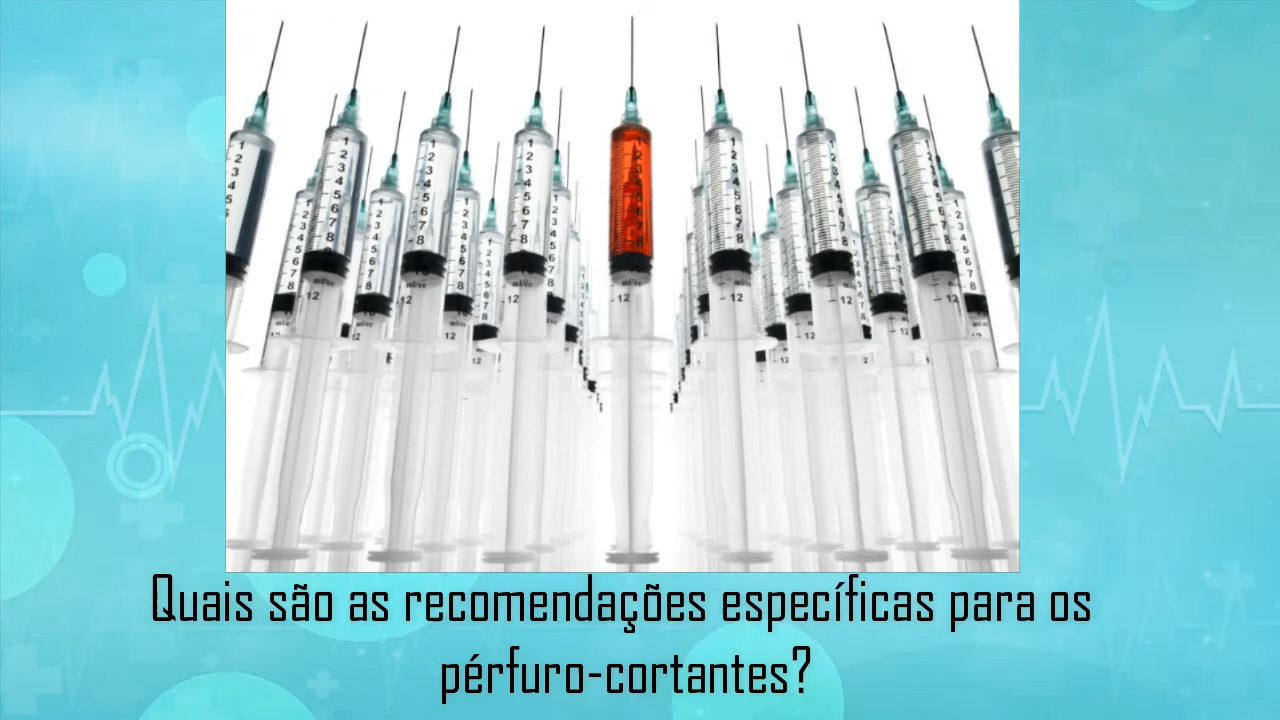 Quais são as recomendações específicas para os
pérfuro-cortantes?